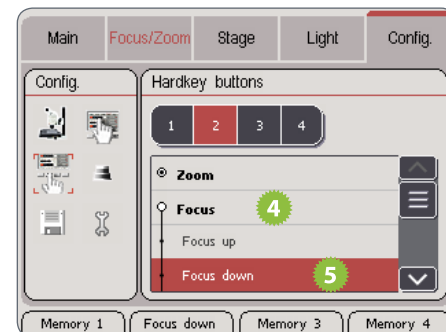 Main Focus/Zoom Stage Light Config.
Config.
Hardkey buttons
1 2 3 4
Zoom
Focus 4
Focus up
Focus down 5
Memory 1 Focus down Memory 3 Memory 4